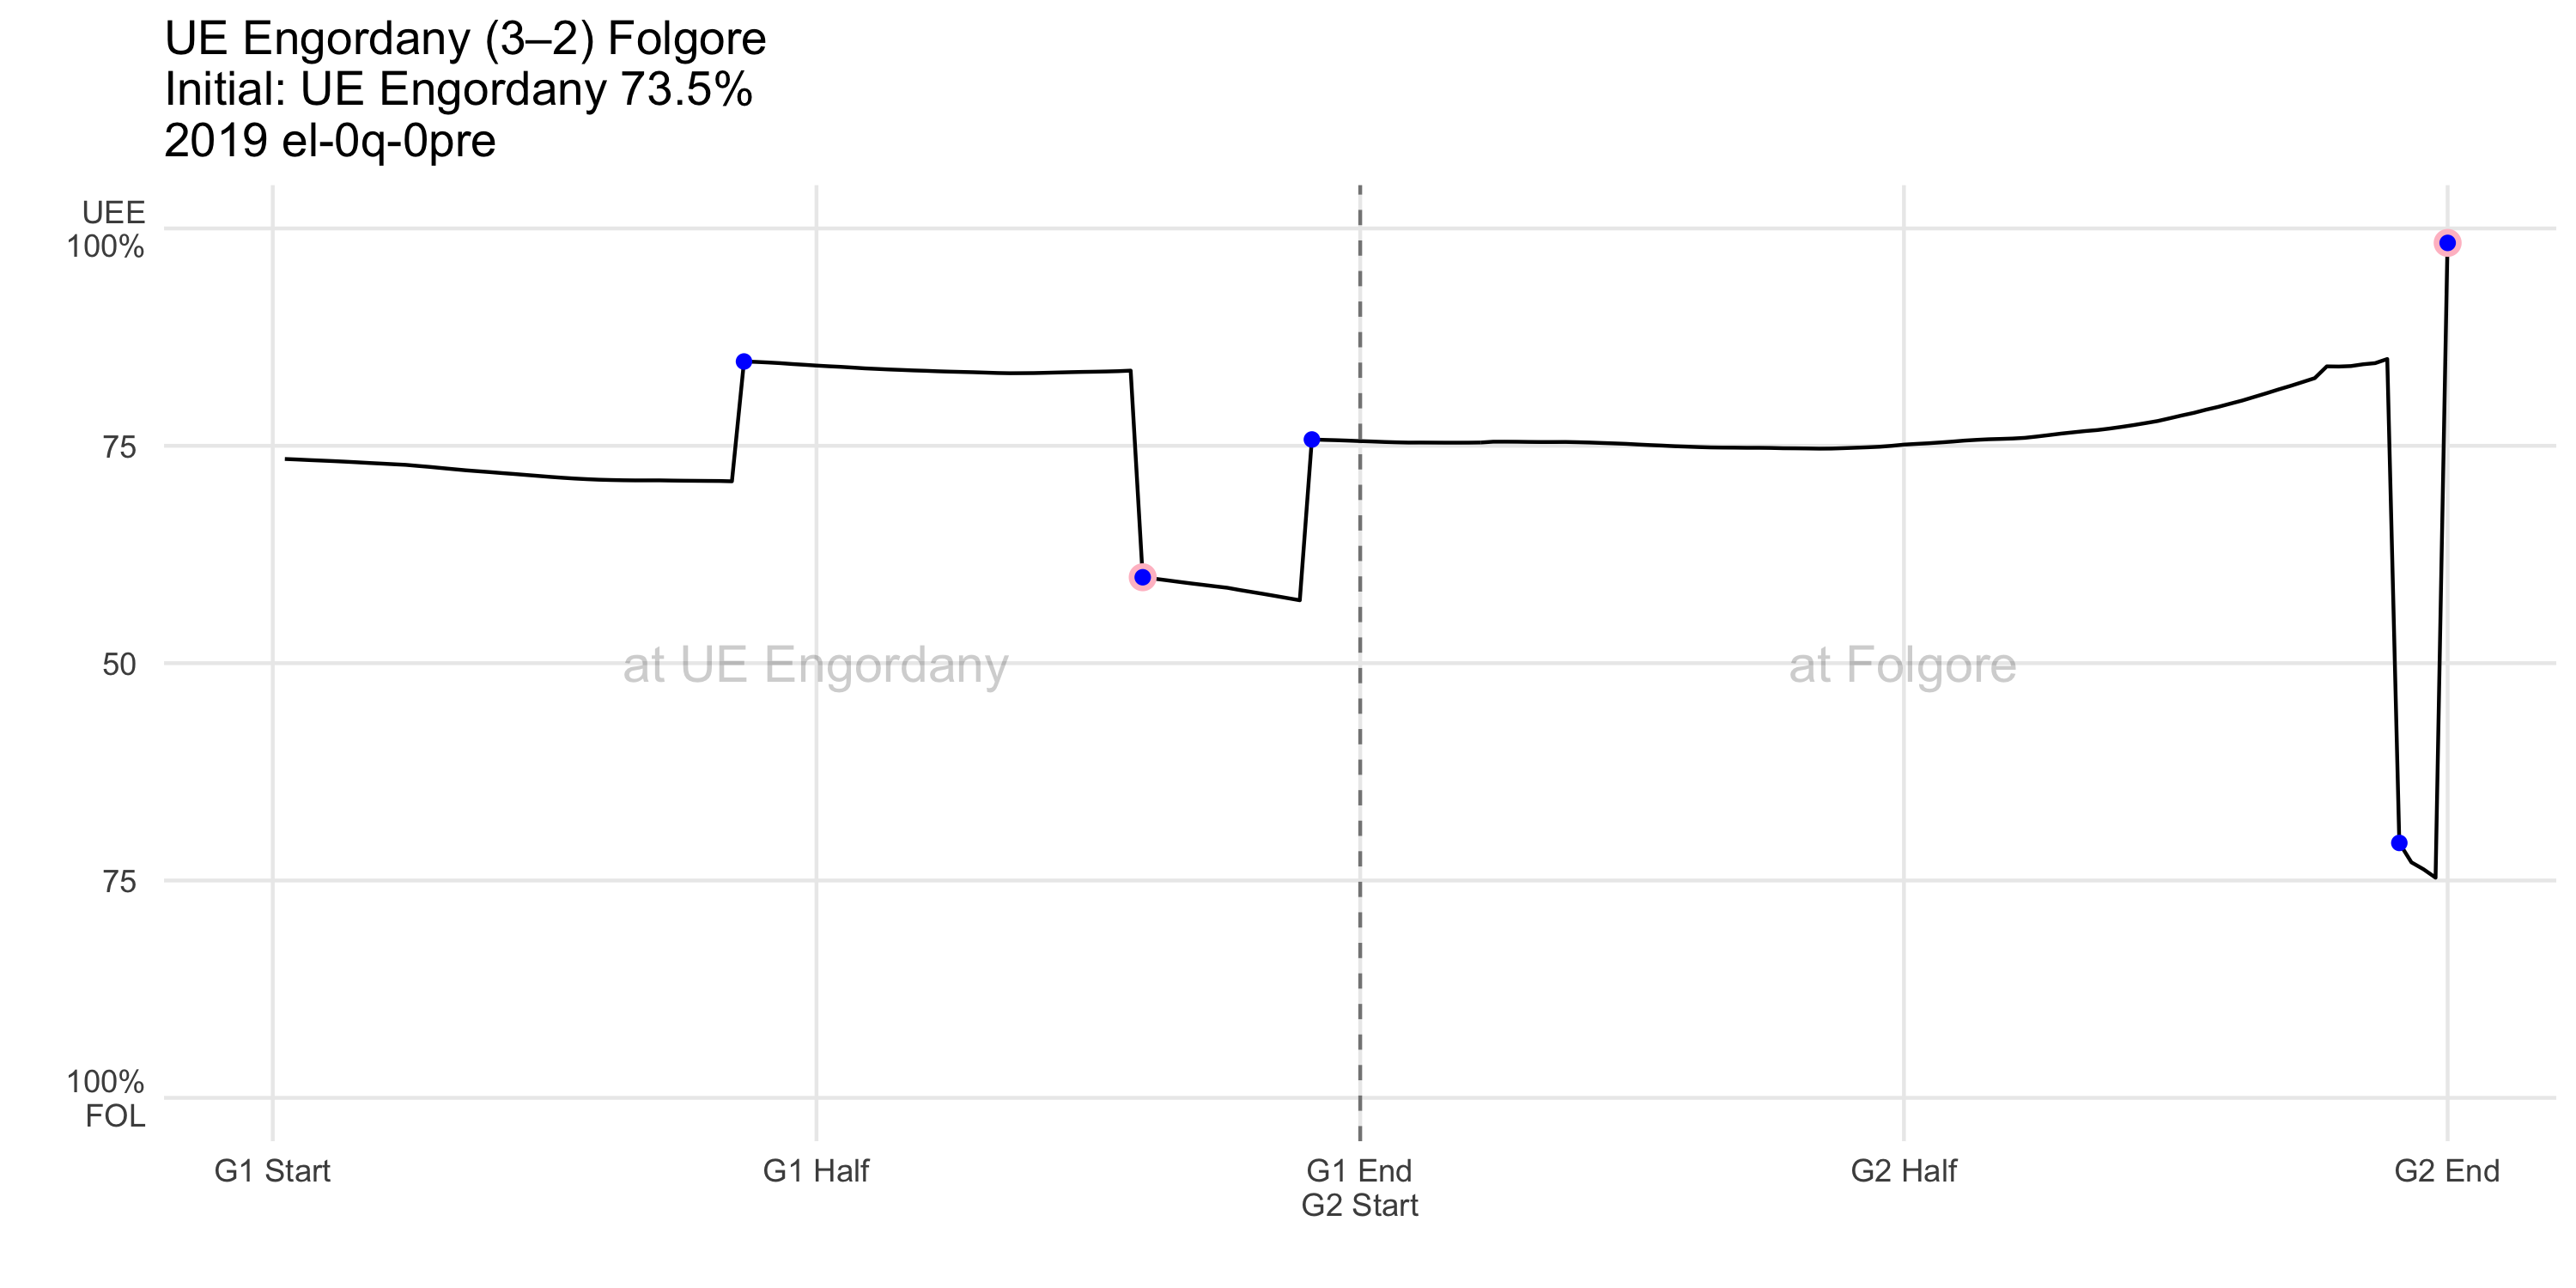 UE Engordany (3–2) Folgore
Initial: UE Engordany 73.5%
2019 el-0q-0pre
UEE
100%
75
50
75
100%
FOL
at UE Engordany
at Folgore
G1 Start
G1 Half
G1 End
G2 Start
G2 Half
G2 End